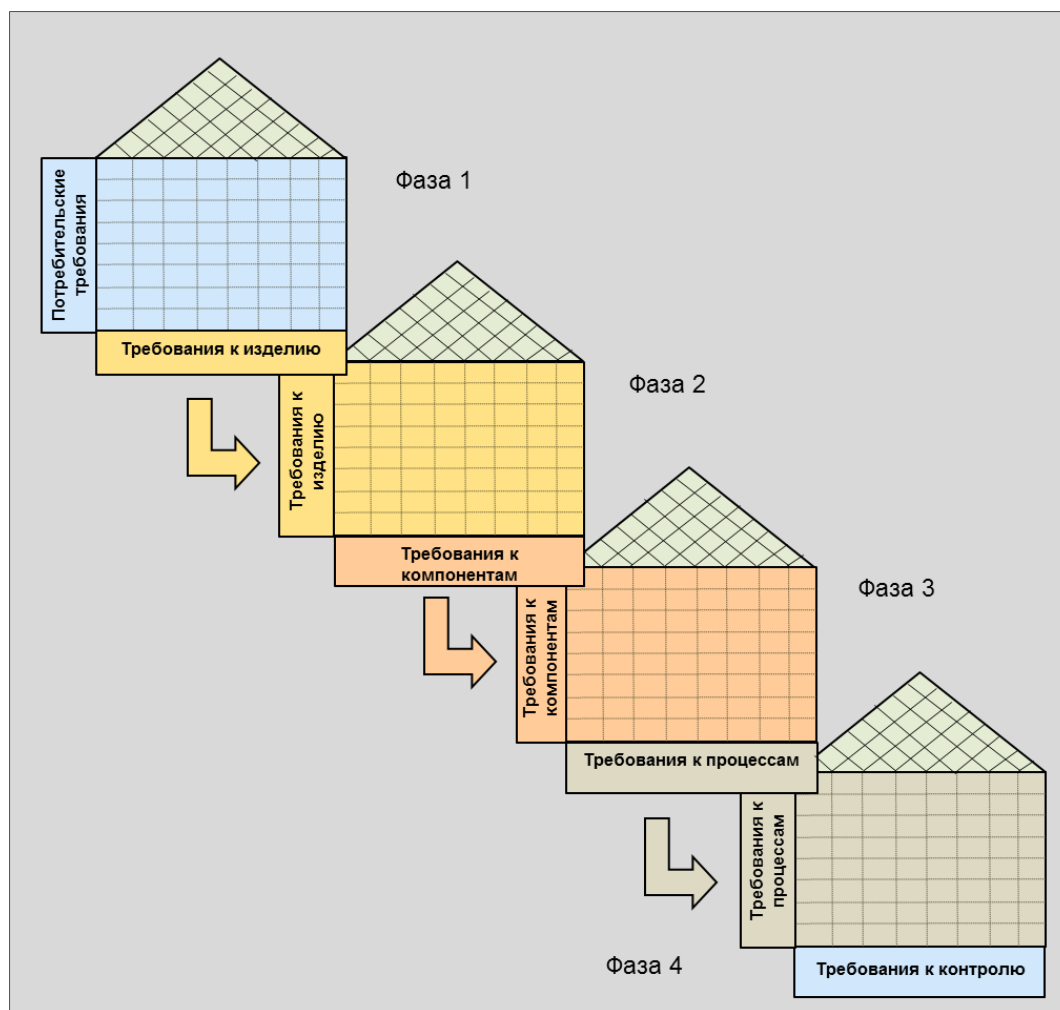 Фаза 1
Потребительские
требования
Требования к изделию
Фаза 2
Требования к
изделию
Требования к
компонентам
Фаза 3
Требования к
компонентам
Требования к процессам
Требования к
процессам
Фаза 4
Требования к контролю